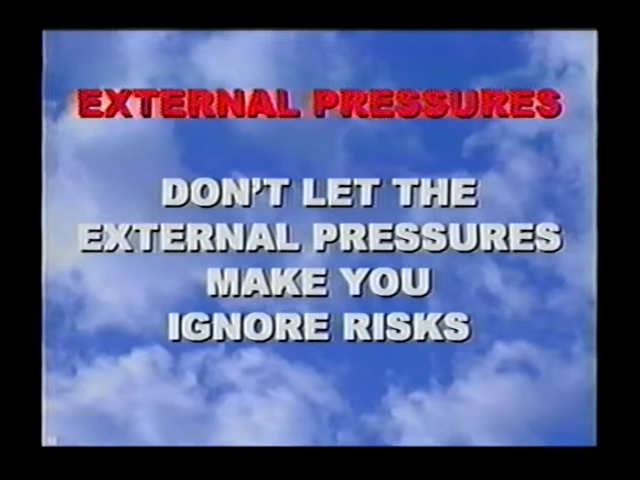 EXTERNAL PRESSURES
DON'T LET THE
EXTERNAL PRESSURES
MAKE YOU
IGNORE RISKS